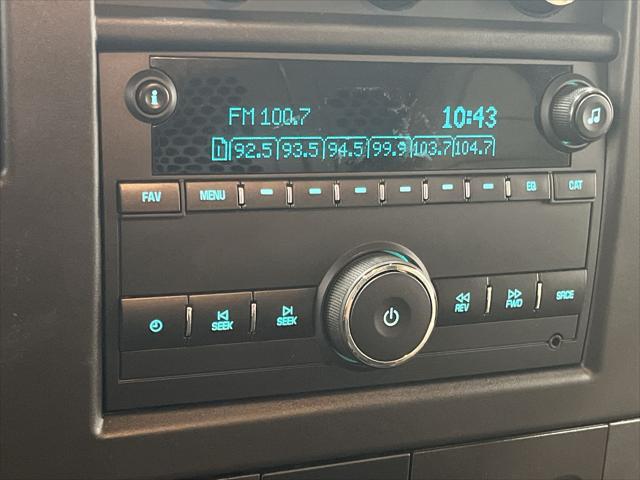 FM 100.7 10:43
1 92.5 93.5 94.5 99.9 103.7 104.7
FAV MENU EQ CAT
SEEK SEEK REV FWD SRCE